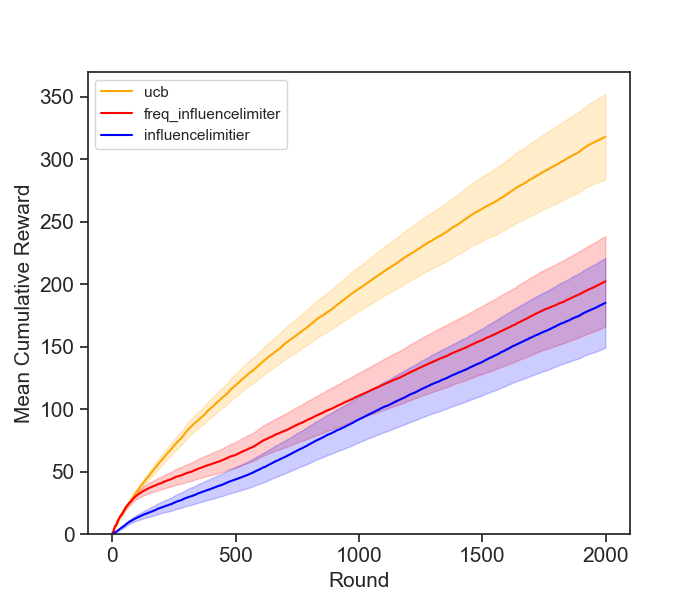 ucb
freq_influencelimiter
influencelimitier
Mean Cumulative Reward
350
300
250
200
150
100
50
0
0 500 1000 1500 2000
Round